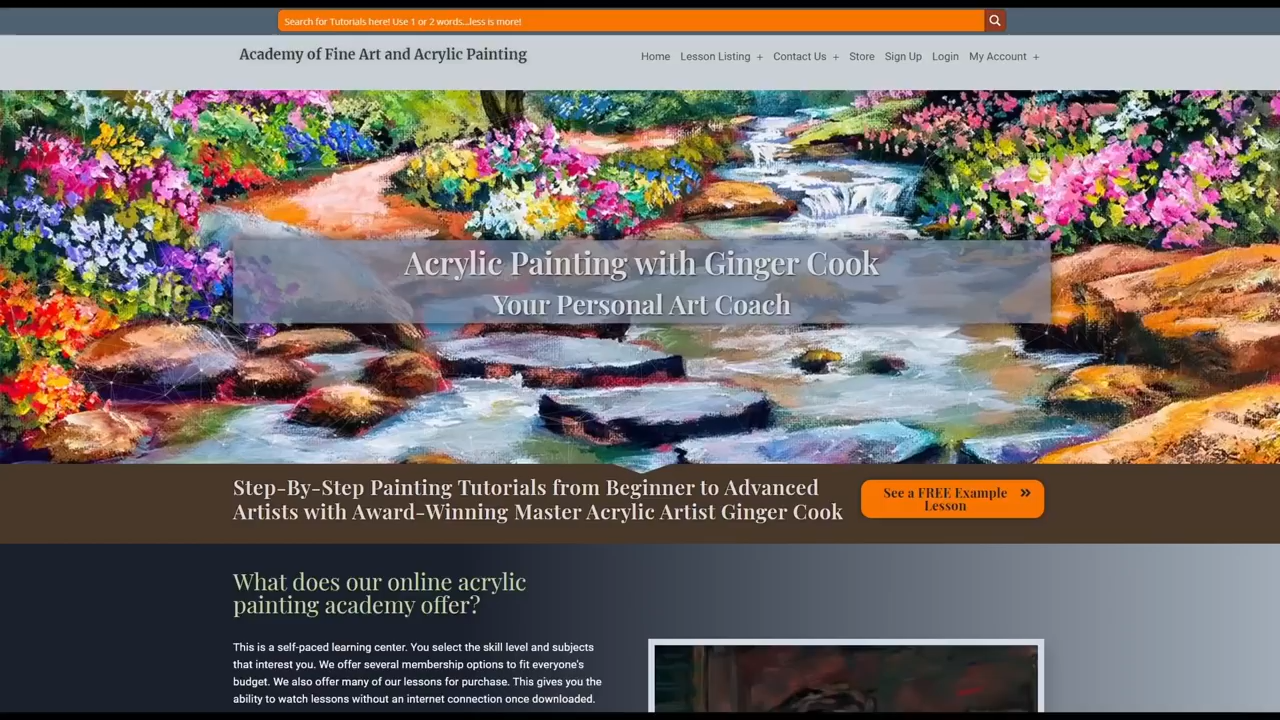 Search for Tutorials here! Use 1 or 2 words...less is more!
Academy of Fine Art and Acrylic Painting
Home Lesson Listing + Contact Us + Store Sign Up Login My Account +
Acrylic Painting with Ginger Cook
Your Personal Art Coach
Step-By-Step Painting Tutorials from Beginner to Advanced
Artists with Award-Winning Master Acrylic Artist Ginger Cook
See a FREE Example
Lesson
What does our online acrylic
painting academy offer?
This is a self-paced learning center. You select the skill level and subjects
that interest you. We offer several membership options to fit everyone's
budget. We also offer many of our lessons for purchase. This gives you the
ability to watch lessons without an internet connection once downloaded.